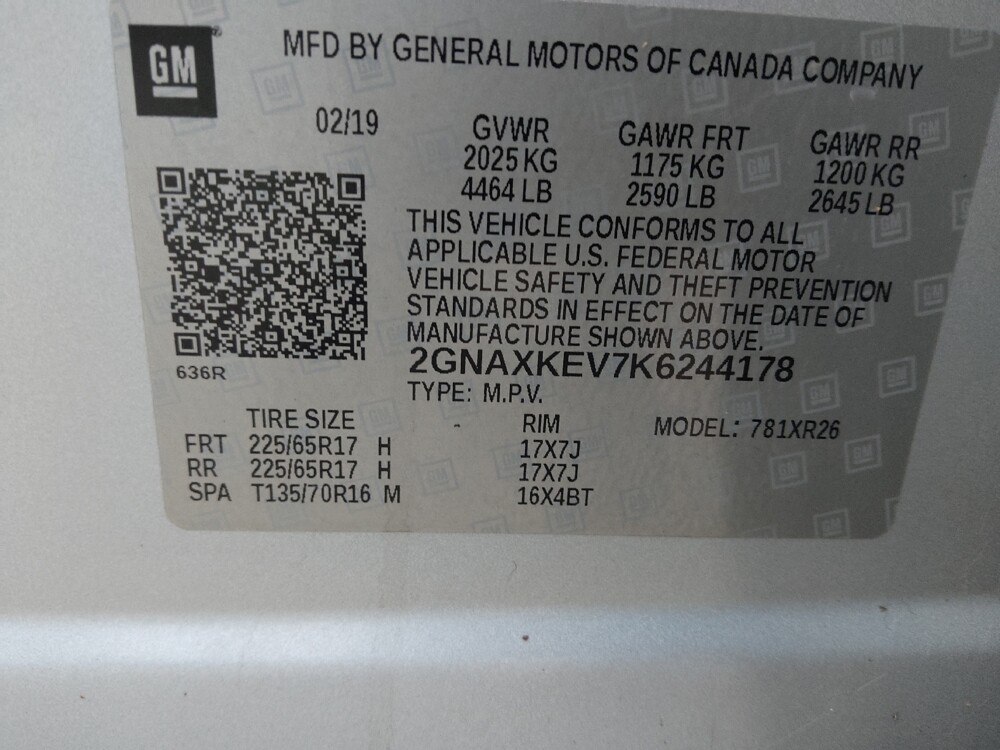 GM
MFD BY GENERAL MOTORS OF CANADA COMPANY
02/19
GVWR GAWR FRT GAWR RR
2025 KG 1175 KG 1200 KG
4464 LB 2590 LB 2645 LB
THIS VEHICLE CONFORMS TO ALL
APPLICABLE U.S. FEDERAL MOTOR
VEHICLE SAFETY AND THEFT PREVENTION
STANDARDS IN EFFECT ON THE DATE OF
MANUFACTURE SHOWN ABOVE.
636R
2GNAXKEV7K6244178
TYPE: M.P.V.
TIRE SIZE RIM MODEL: 781XR26
FRT 225/65R17 H 17X7J
RR 225/65R17 H 17X7J
SPA T135/70R16 M 16X4BT